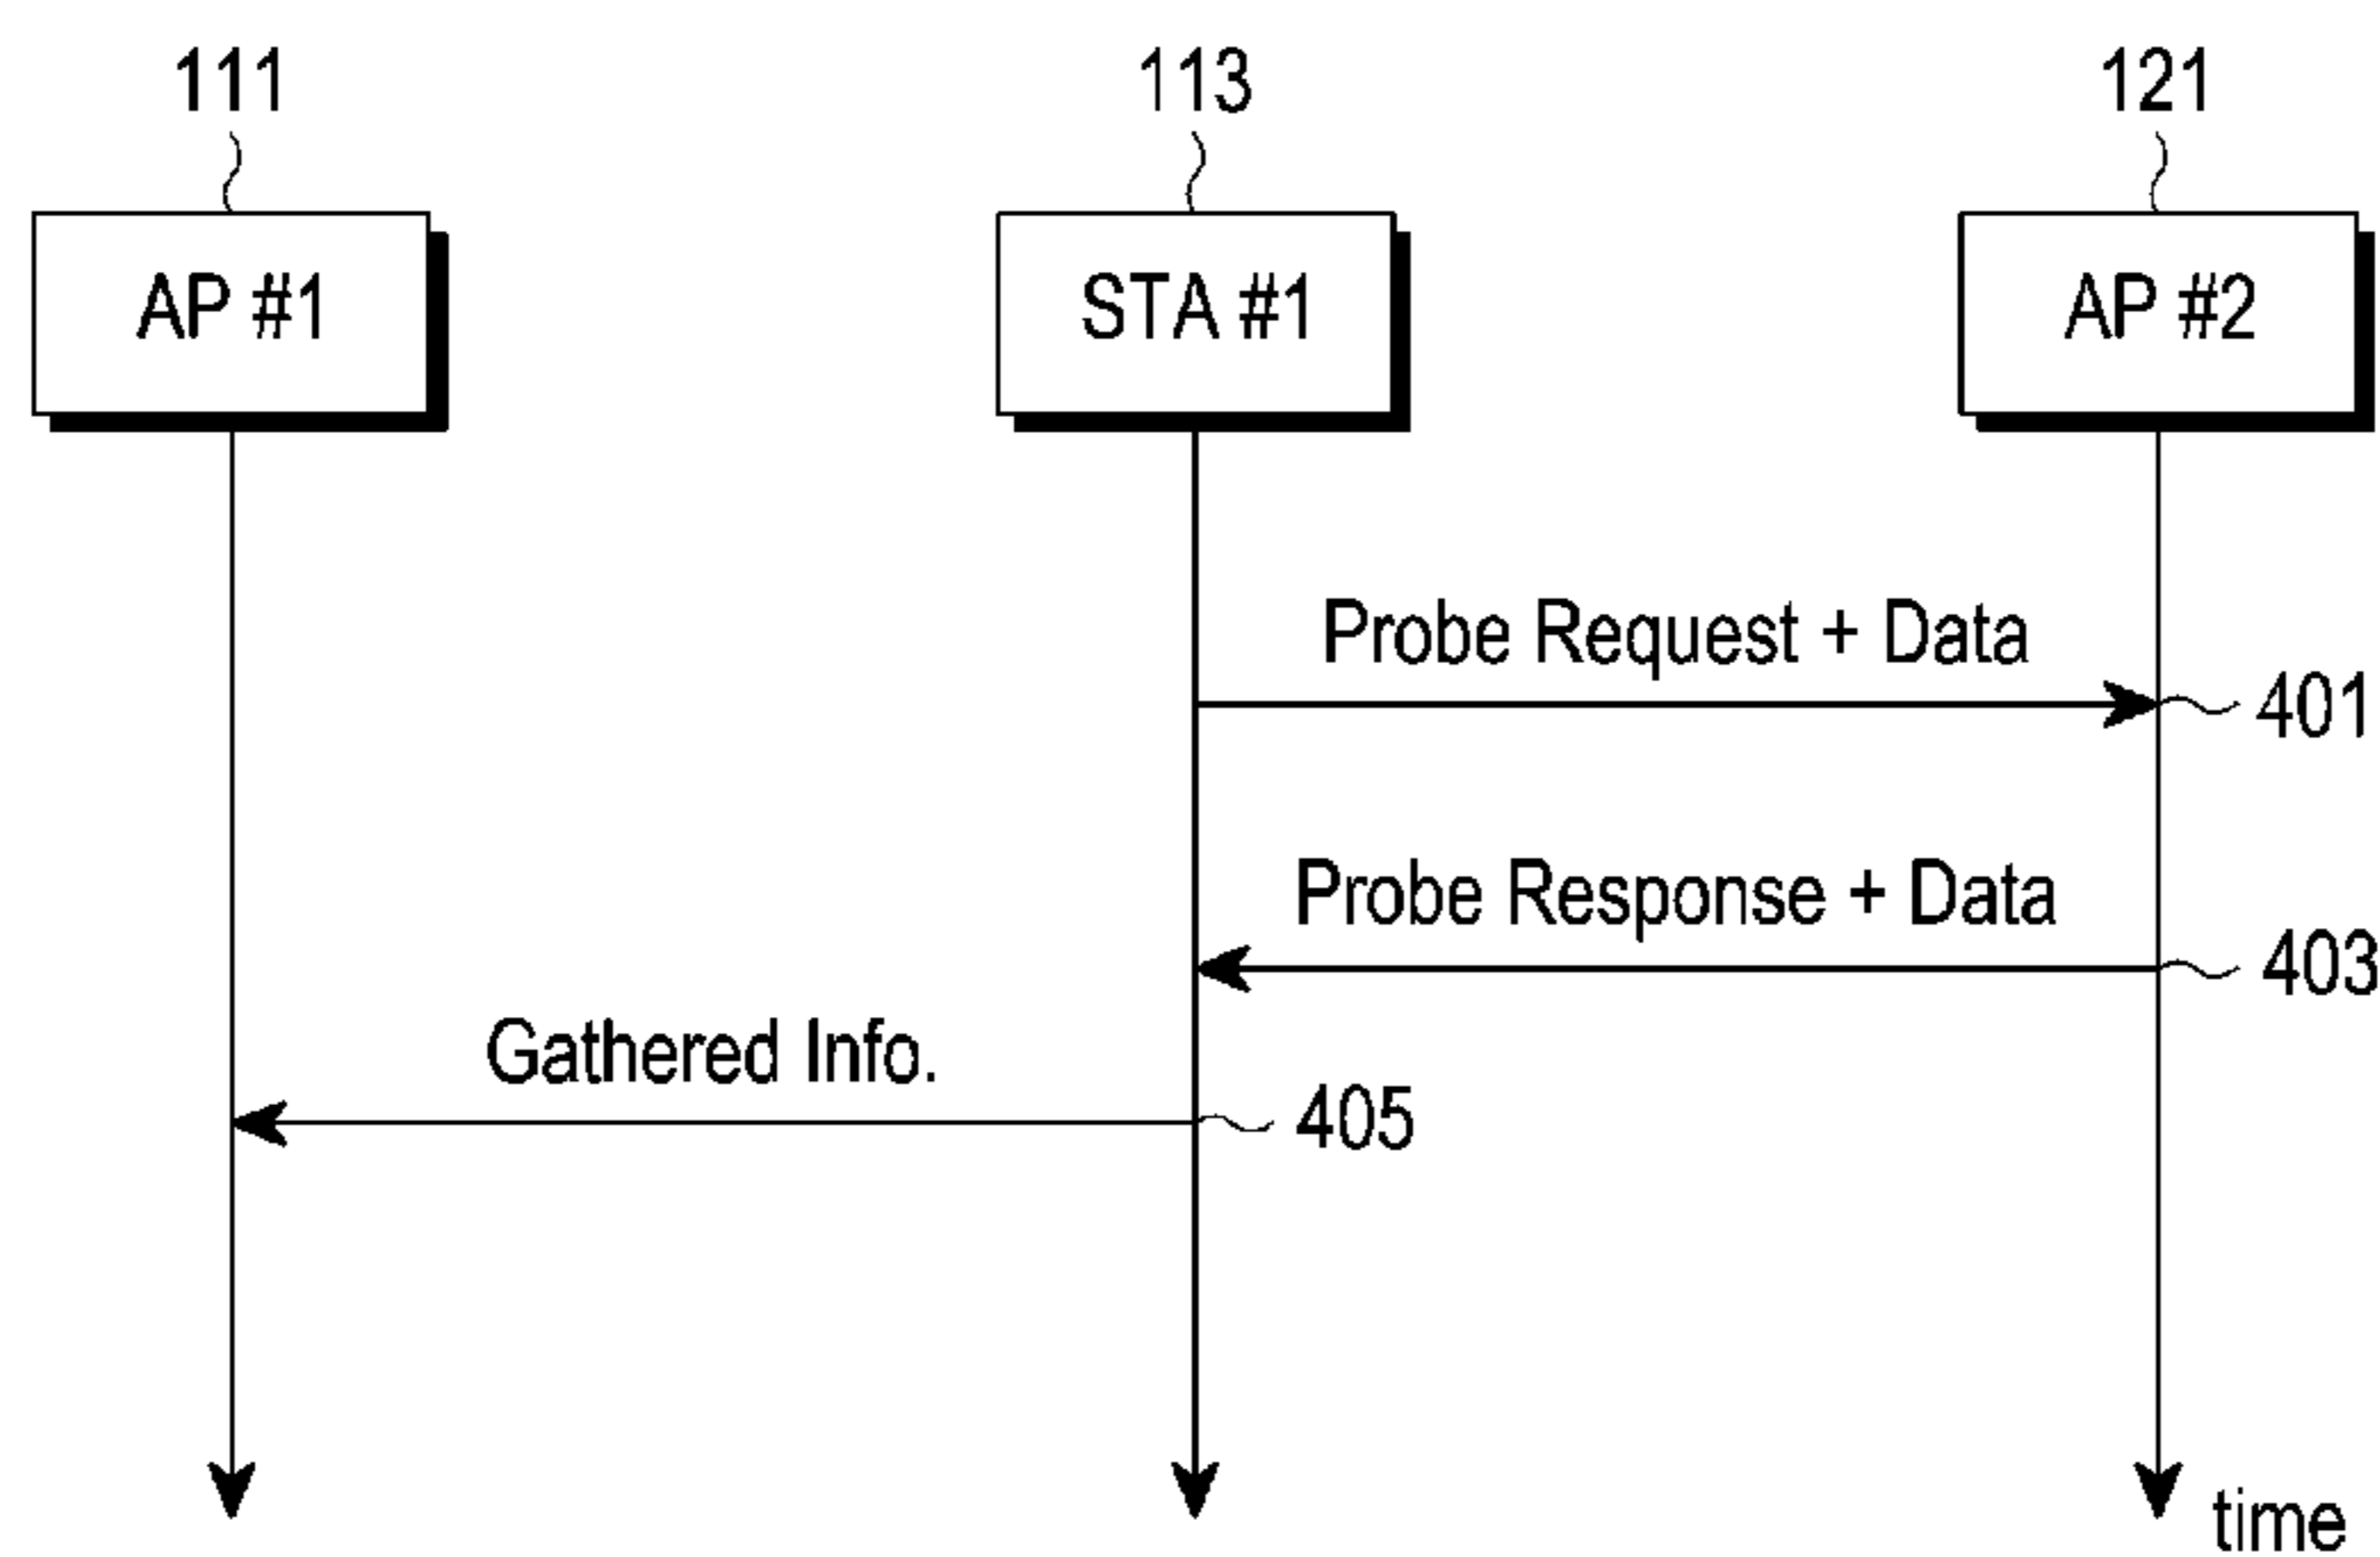 111
113
121
AP #1
STA #1
AP #2
Probe Request + Data
401
Probe Response + Data
403
Gathered Info.
405
time